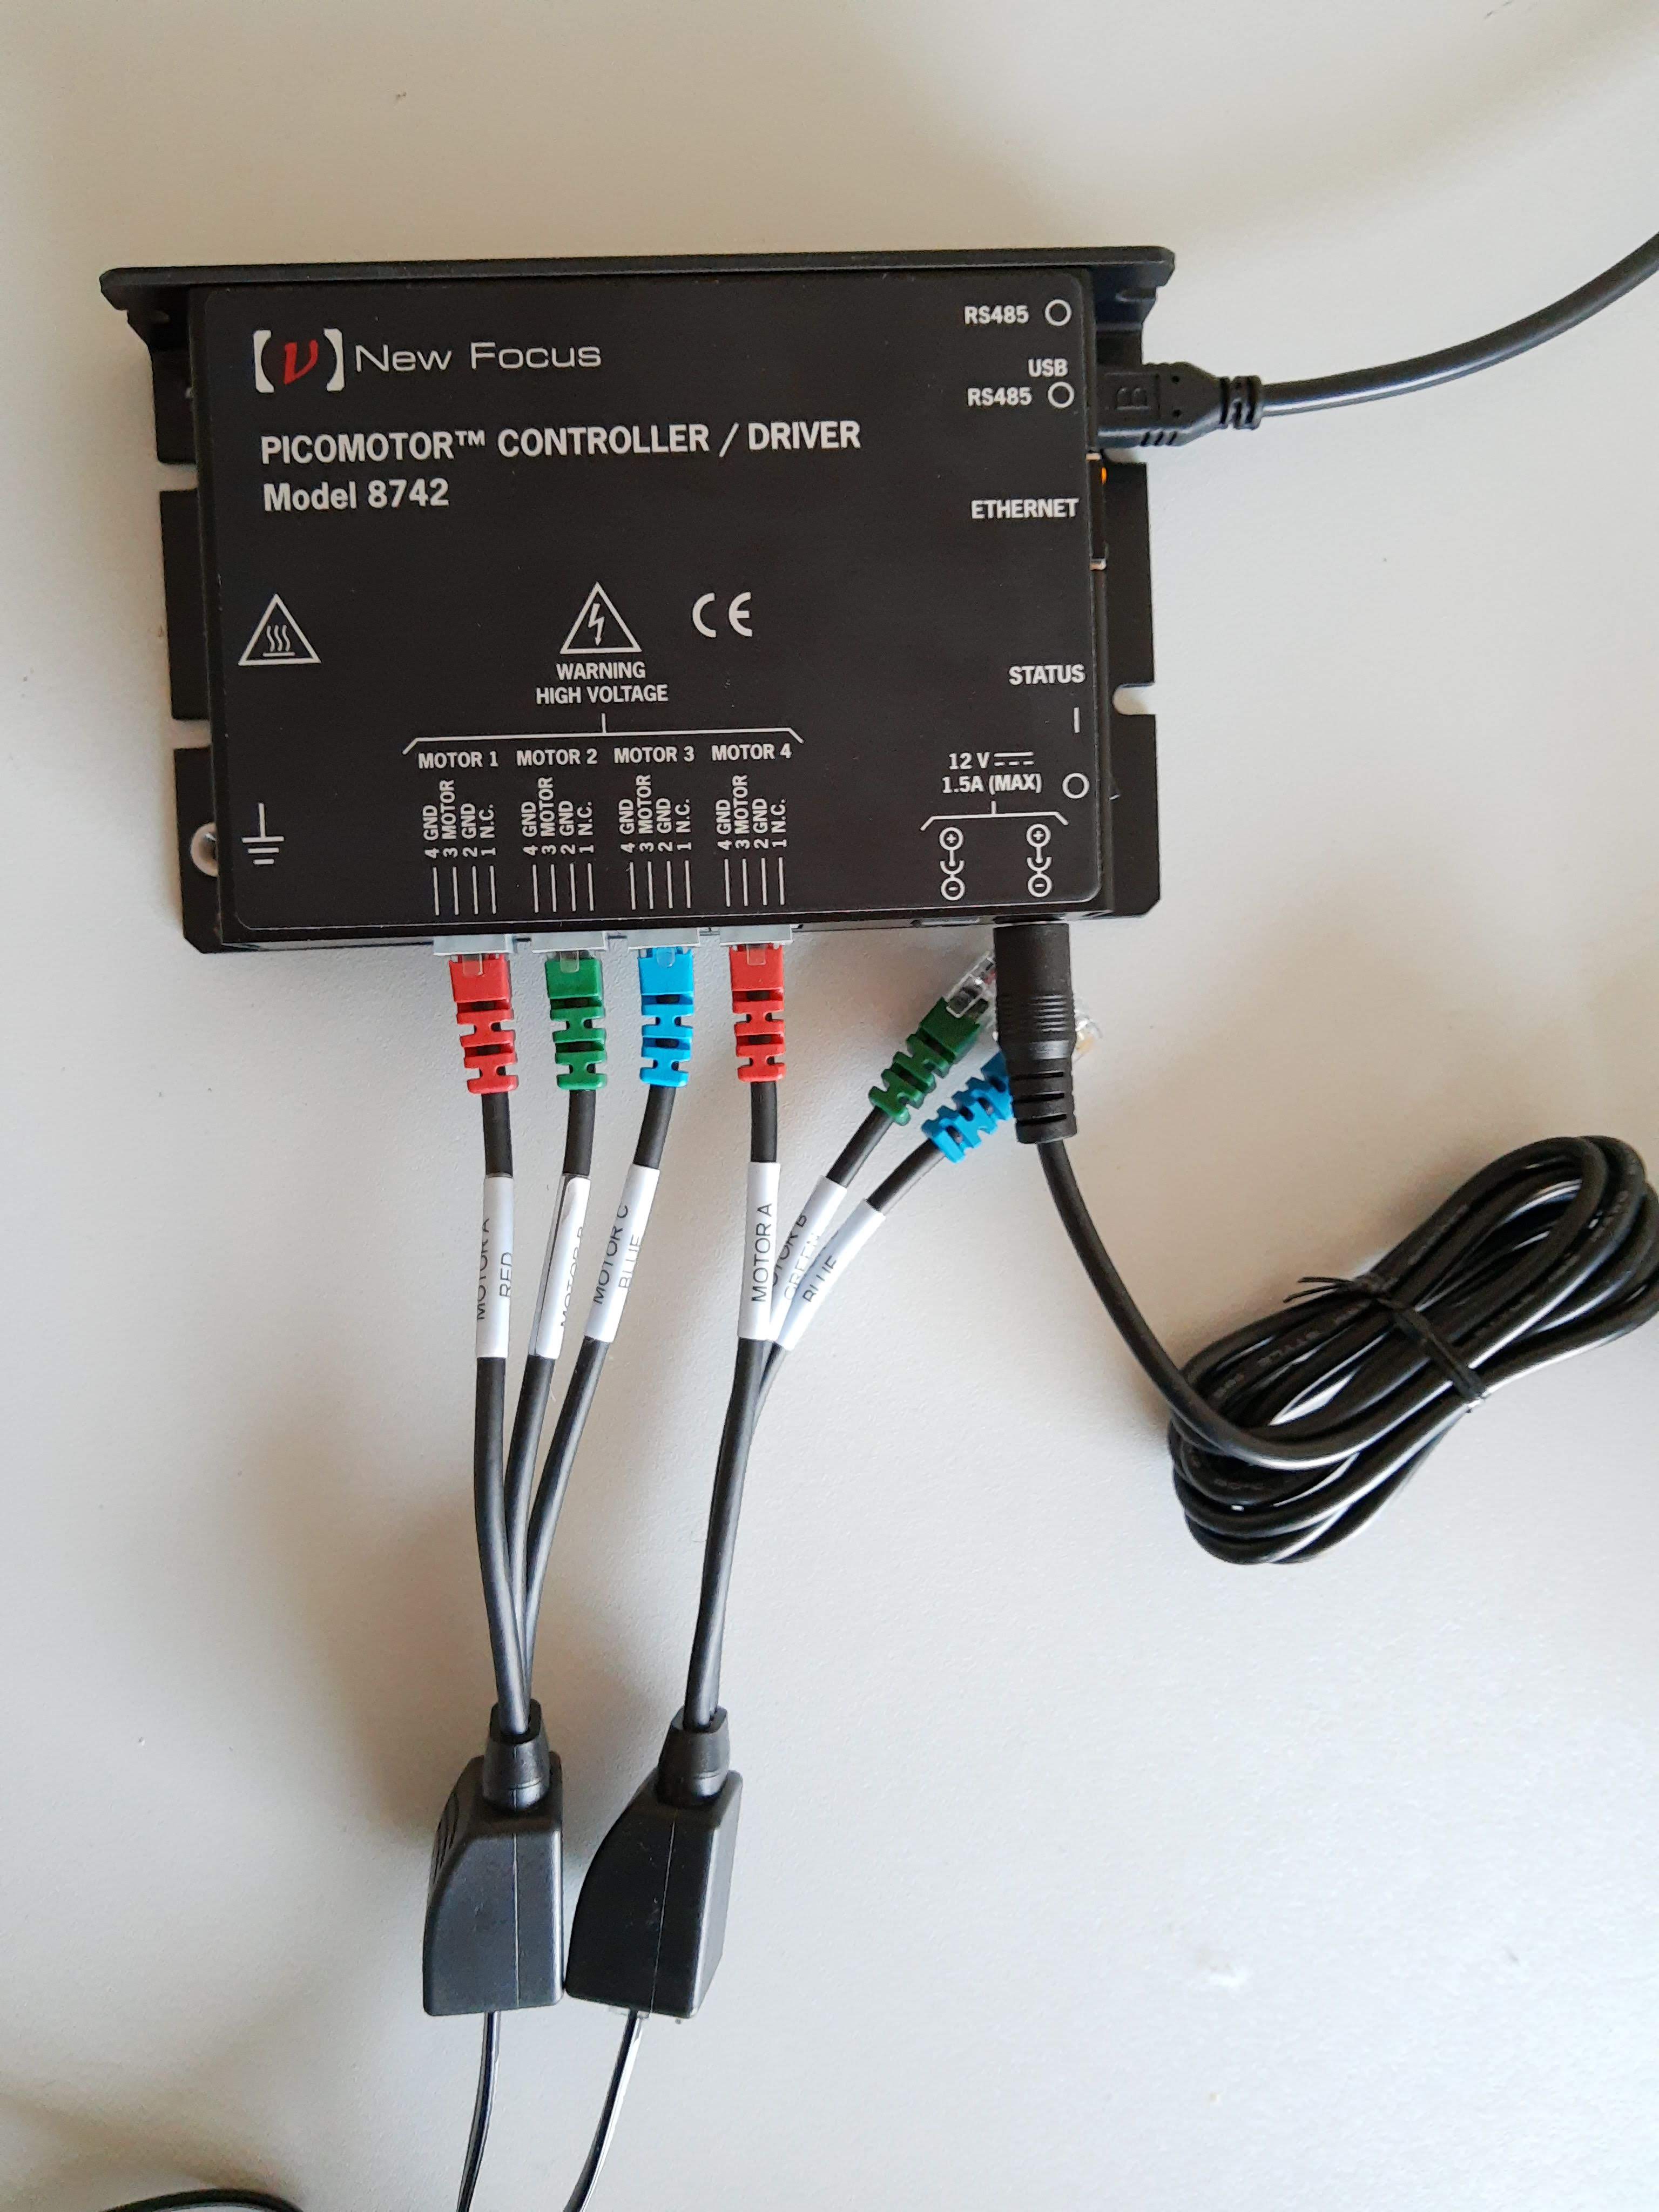 (ν) New Focus
PICOMOTOR™ CONTROLLER / DRIVER
Model 8742
RS485
USB
RS485
ETHERNET
WARNING
HIGH VOLTAGE
CE
STATUS
I
12 V
1.5A (MAX)
MOTOR 1
4 GND
3 MOTOR
2 GND
1 N.C.
MOTOR 2
4 GND
3 MOTOR
2 GND
1 N.C.
MOTOR 3
4 GND
3 MOTOR
2 GND
1 N.C.
MOTOR 4
4 GND
3 MOTOR
2 GND
1 N.C.
B
MOTOR A
RED
MOTOR B
MOTOR C
BLUE
MOTOR A
GREEN
BLUE